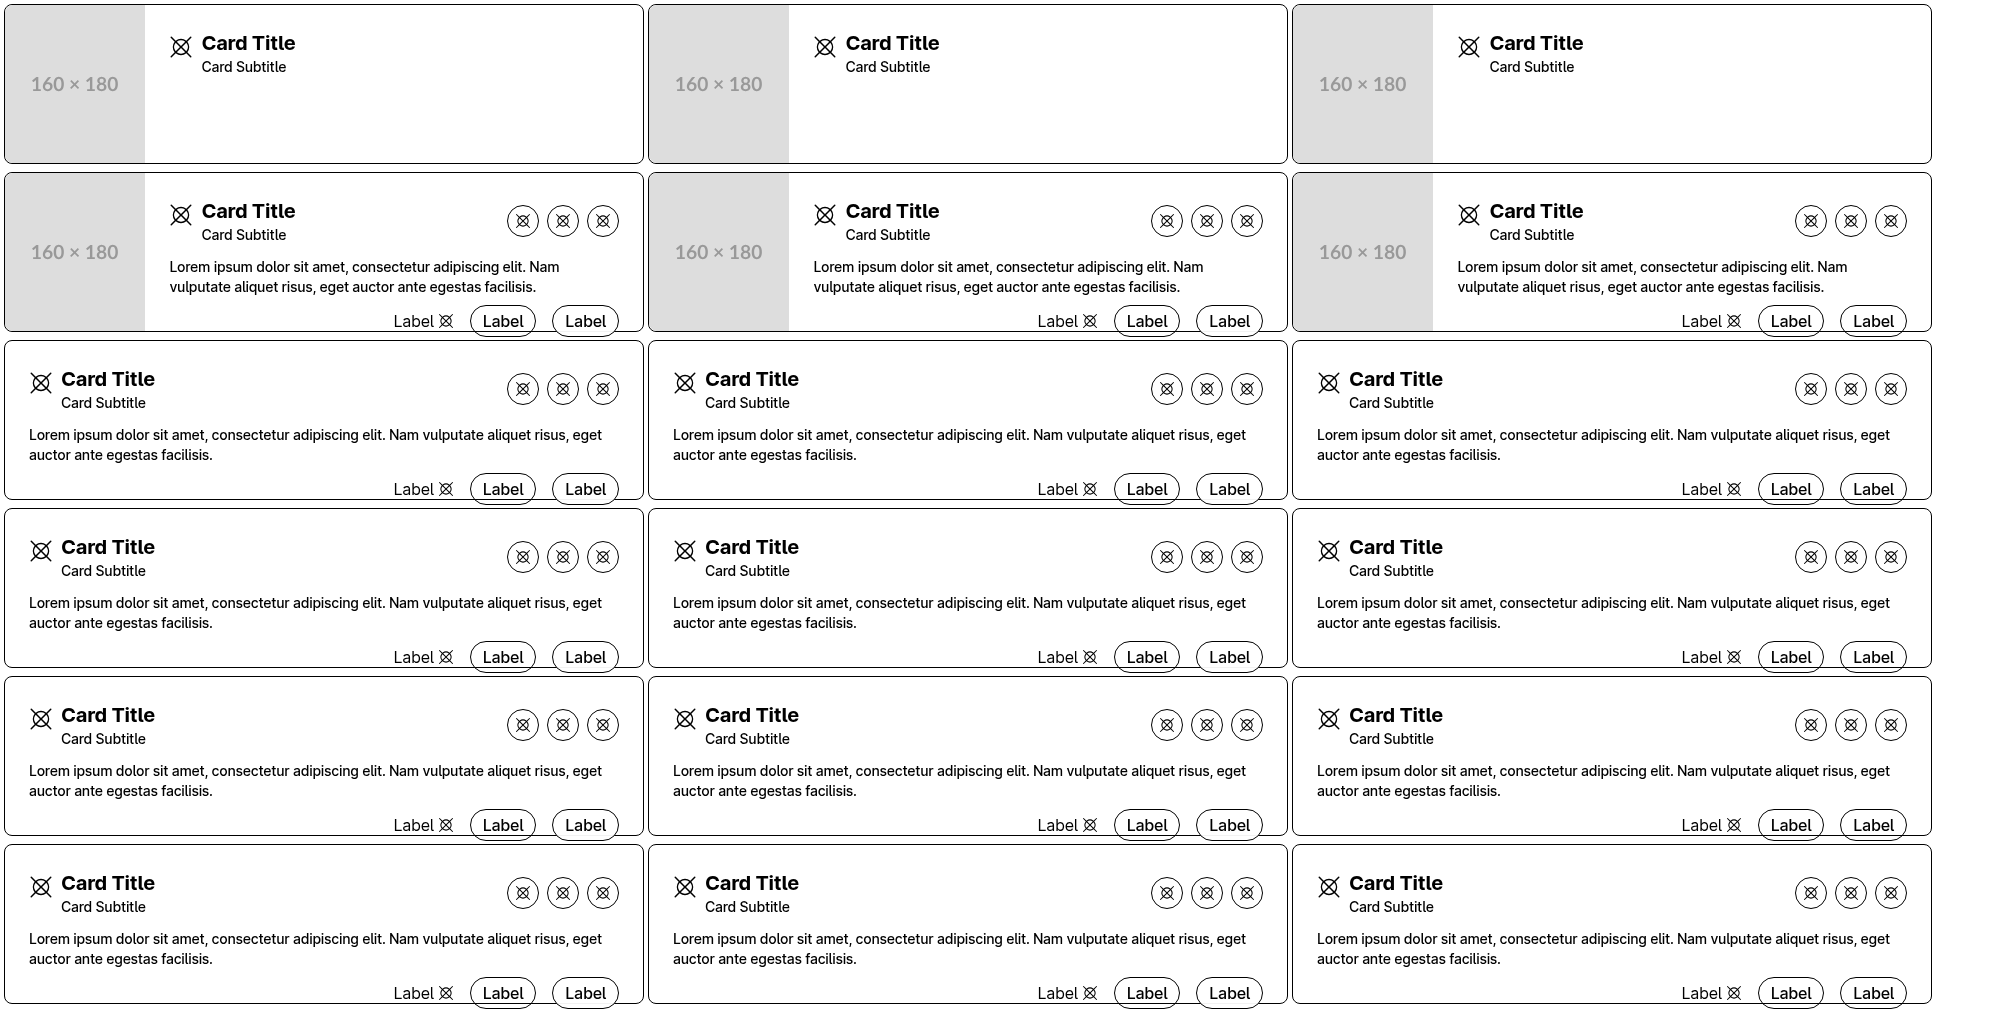 160 × 180
Card Title
Card Subtitle
160 × 180
Card Title
Card Subtitle
160 × 180
Card Title
Card Subtitle
160 × 180
Card Title
Card Subtitle
Lorem ipsum dolor sit amet, consectetur adipiscing elit. Nam
vulputate aliquet risus, eget auctor ante egestas facilisis.
Label Label Label
160 × 180
Card Title
Card Subtitle
Lorem ipsum dolor sit amet, consectetur adipiscing elit. Nam
vulputate aliquet risus, eget auctor ante egestas facilisis.
Label Label Label
160 × 180
Card Title
Card Subtitle
Lorem ipsum dolor sit amet, consectetur adipiscing elit. Nam
vulputate aliquet risus, eget auctor ante egestas facilisis.
Label Label Label
Card Title
Card Subtitle
Lorem ipsum dolor sit amet, consectetur adipiscing elit. Nam vulputate aliquet risus, eget
auctor ante egestas facilisis.
Label Label Label
Card Title
Card Subtitle
Lorem ipsum dolor sit amet, consectetur adipiscing elit. Nam vulputate aliquet risus, eget
auctor ante egestas facilisis.
Label Label Label
Card Title
Card Subtitle
Lorem ipsum dolor sit amet, consectetur adipiscing elit. Nam vulputate aliquet risus, eget
auctor ante egestas facilisis.
Label Label Label
Card Title
Card Subtitle
Lorem ipsum dolor sit amet, consectetur adipiscing elit. Nam vulputate aliquet risus, eget
auctor ante egestas facilisis.
Label Label Label
Card Title
Card Subtitle
Lorem ipsum dolor sit amet, consectetur adipiscing elit. Nam vulputate aliquet risus, eget
auctor ante egestas facilisis.
Label Label Label
Card Title
Card Subtitle
Lorem ipsum dolor sit amet, consectetur adipiscing elit. Nam vulputate aliquet risus, eget
auctor ante egestas facilisis.
Label Label Label
Card Title
Card Subtitle
Lorem ipsum dolor sit amet, consectetur adipiscing elit. Nam vulputate aliquet risus, eget
auctor ante egestas facilisis.
Label Label Label
Card Title
Card Subtitle
Lorem ipsum dolor sit amet, consectetur adipiscing elit. Nam vulputate aliquet risus, eget
auctor ante egestas facilisis.
Label Label Label
Card Title
Card Subtitle
Lorem ipsum dolor sit amet, consectetur adipiscing elit. Nam vulputate aliquet risus, eget
auctor ante egestas facilisis.
Label Label Label
Card Title
Card Subtitle
Lorem ipsum dolor sit amet, consectetur adipiscing elit. Nam vulputate aliquet risus, eget
auctor ante egestas facilisis.
Label Label Label
Card Title
Card Subtitle
Lorem ipsum dolor sit amet, consectetur adipiscing elit. Nam vulputate aliquet risus, eget
auctor ante egestas facilisis.
Label Label Label
Card Title
Card Subtitle
Lorem ipsum dolor sit amet, consectetur adipiscing elit. Nam vulputate aliquet risus, eget
auctor ante egestas facilisis.
Label Label Label